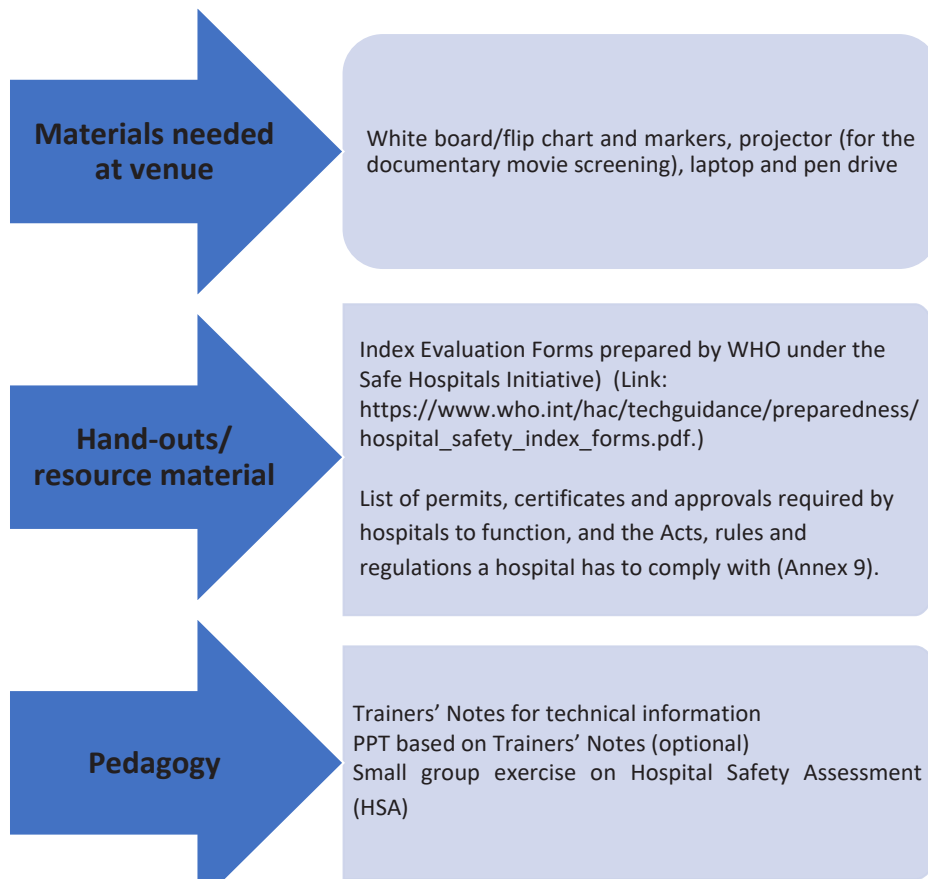 Materials needed
at venue
White board/flip chart and markers, projector (for the
documentary movie screening), laptop and pen drive
Hand-outs/
resource material
Index Evaluation Forms prepared by WHO under the
Safe Hospitals Initiative) (Link:
https://www.who.int/hac/techguidance/preparedness/
hospital_safety_index_forms.pdf.)
List of permits, certificates and approvals required by
hospitals to function, and the Acts, rules and
regulations a hospital has to comply with (Annex 9).
Pedagogy
Trainers’ Notes for technical information
PPT based on Trainers’ Notes (optional)
Small group exercise on Hospital Safety Assessment
(HSA)